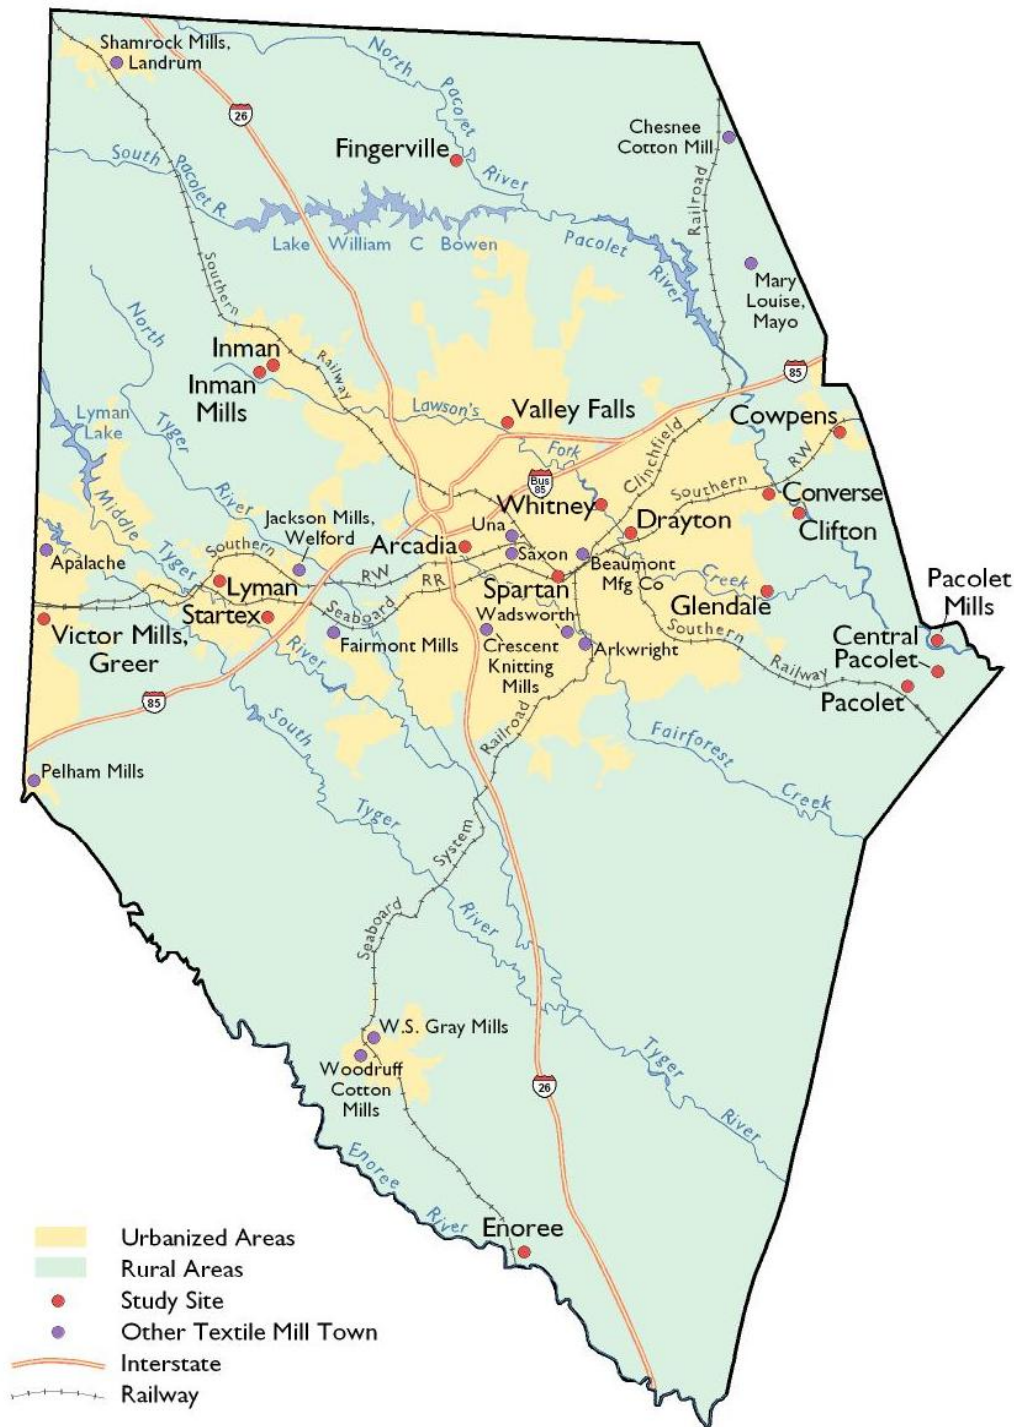 Shamrock Mills,
Landrum
26
North
Pacolet
River
Fingerville
Chesnee
Cotton Mill
Railroad
South
Pacolet R.
Lake William C Bowen
Pacolet
River
Mary
Louise,
Mayo
Southern
Railway
North
Tyger
River
Inman
Inman
Mills
85
Lyman
Lake
Lawson's
Fork
Valley Falls
Cowpens
Clinchfield
Southern
RW
Bus
85
Middle
Tyger
River
Jackson Mills,
Welford
Whitney
Drayton
Converse
Clifton
Una
Arcadia
Saxon
Apalache
Southern
RW
Beaumont
Mfg Co
Creek
Spartan
Lyman
Seaboard
RR
Glendale
Pacolet
Mills
Startex
Wadsworth
Victor Mills,
Greer
Fairmont Mills
Crescent
Knitting
Mills
Arkwright
Southern
Railway
Central
Pacolet
Pacolet
85
Railroad
Fairforest
Creek
Pelham Mills
South
Tyger
River
System
Seaboard
W.S. Gray Mills
Woodruff
Cotton
Mills
Tyger
River
26
Enoree
River
Enoree
Urbanized Areas
Rural Areas
Study Site
Other Textile Mill Town
Interstate
Railway